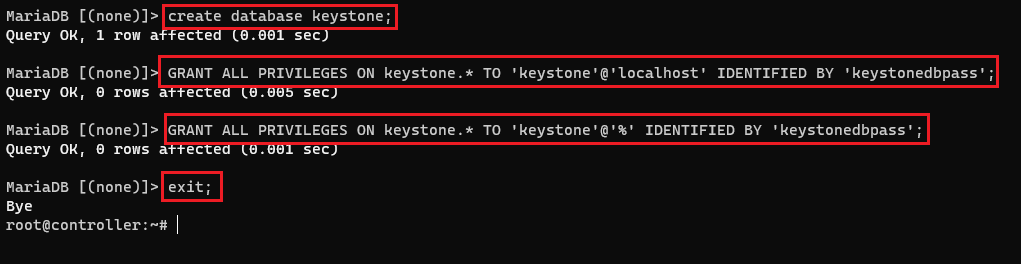 MariaDB [(none)]> create database keystone;
Query OK, 1 row affected (0.001 sec)
MariaDB [(none)]> GRANT ALL PRIVILEGES ON keystone.* TO 'keystone'@'localhost' IDENTIFIED BY 'keystonedbpass';
Query OK, 0 rows affected (0.005 sec)
MariaDB [(none)]> GRANT ALL PRIVILEGES ON keystone.* TO 'keystone'@'%' IDENTIFIED BY 'keystonedbpass';
Query OK, 0 rows affected (0.001 sec)
MariaDB [(none)]> exit;
Bye
root@controller:~#